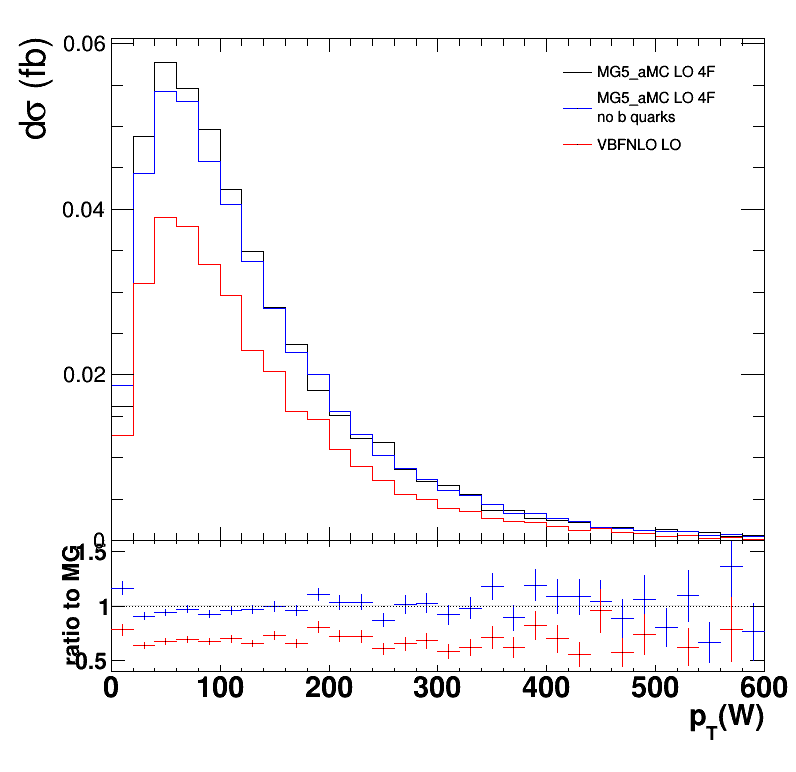 dσ (fb)
0.06
0.04
0.02
0
MG5_aMC LO 4F
MG5_aMC LO 4F
no b quarks
VBFNLO LO
ratio to MG
1.5
1
0.5
0 100 200 300 400 500 600
p_T(W)